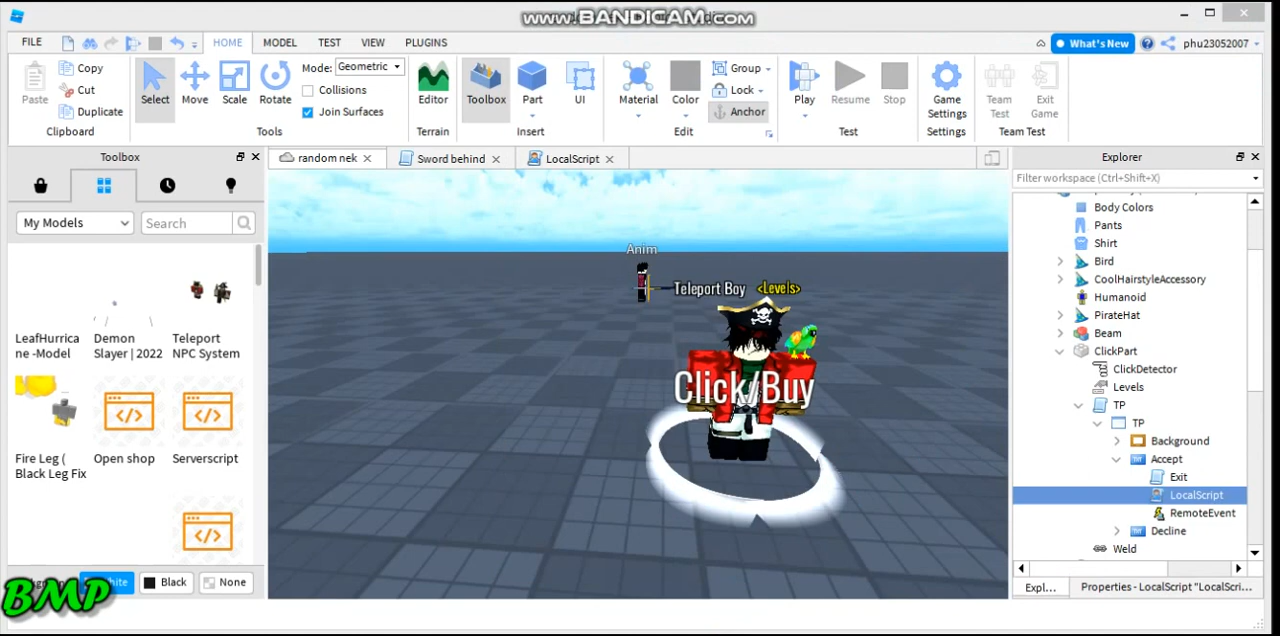 www.BANDICAM.com
FILE HOME MODEL TEST VIEW PLUGINS What's New phu23052007
Paste Copy Cut Duplicate Clipboard
Select Move Scale Rotate Mode: Geometric Collisions Join Surfaces Tools
Editor Terrain
Toolbox Part UI Insert
Material Color Group Lock Anchor Edit
Play Resume Stop Test
Game Settings Settings
Team Test Exit Game Team Test
Toolbox
My Models Search
LeafHurrica ne -Model
Demon Slayer | 2022
Teleport NPC System
Fire Leg ( Black Leg Fix
Open shop
Serverscript
White Black None
BMP
random nek Sword behind LocalScript
Anim
Teleport Boy <Levels>
Click/Buy
Explorer
Filter workspace (Ctrl+Shift+X)
Body Colors
Pants
Shirt
Bird
CoolHairstyleAccessory
Humanoid
PirateHat
Beam
ClickPart
ClickDetector
Levels
TP
TP
Background
Accept
Exit
LocalScript
RemoteEvent
Decline
Weld
Expl... Properties - LocalScript "LocalScri...